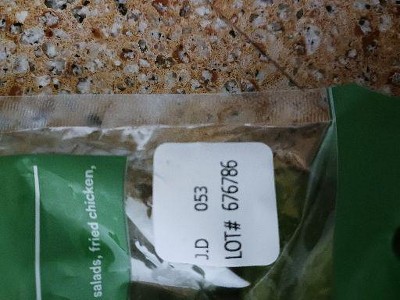 salads, fried chicken,
J.D 053
LOT# 676786